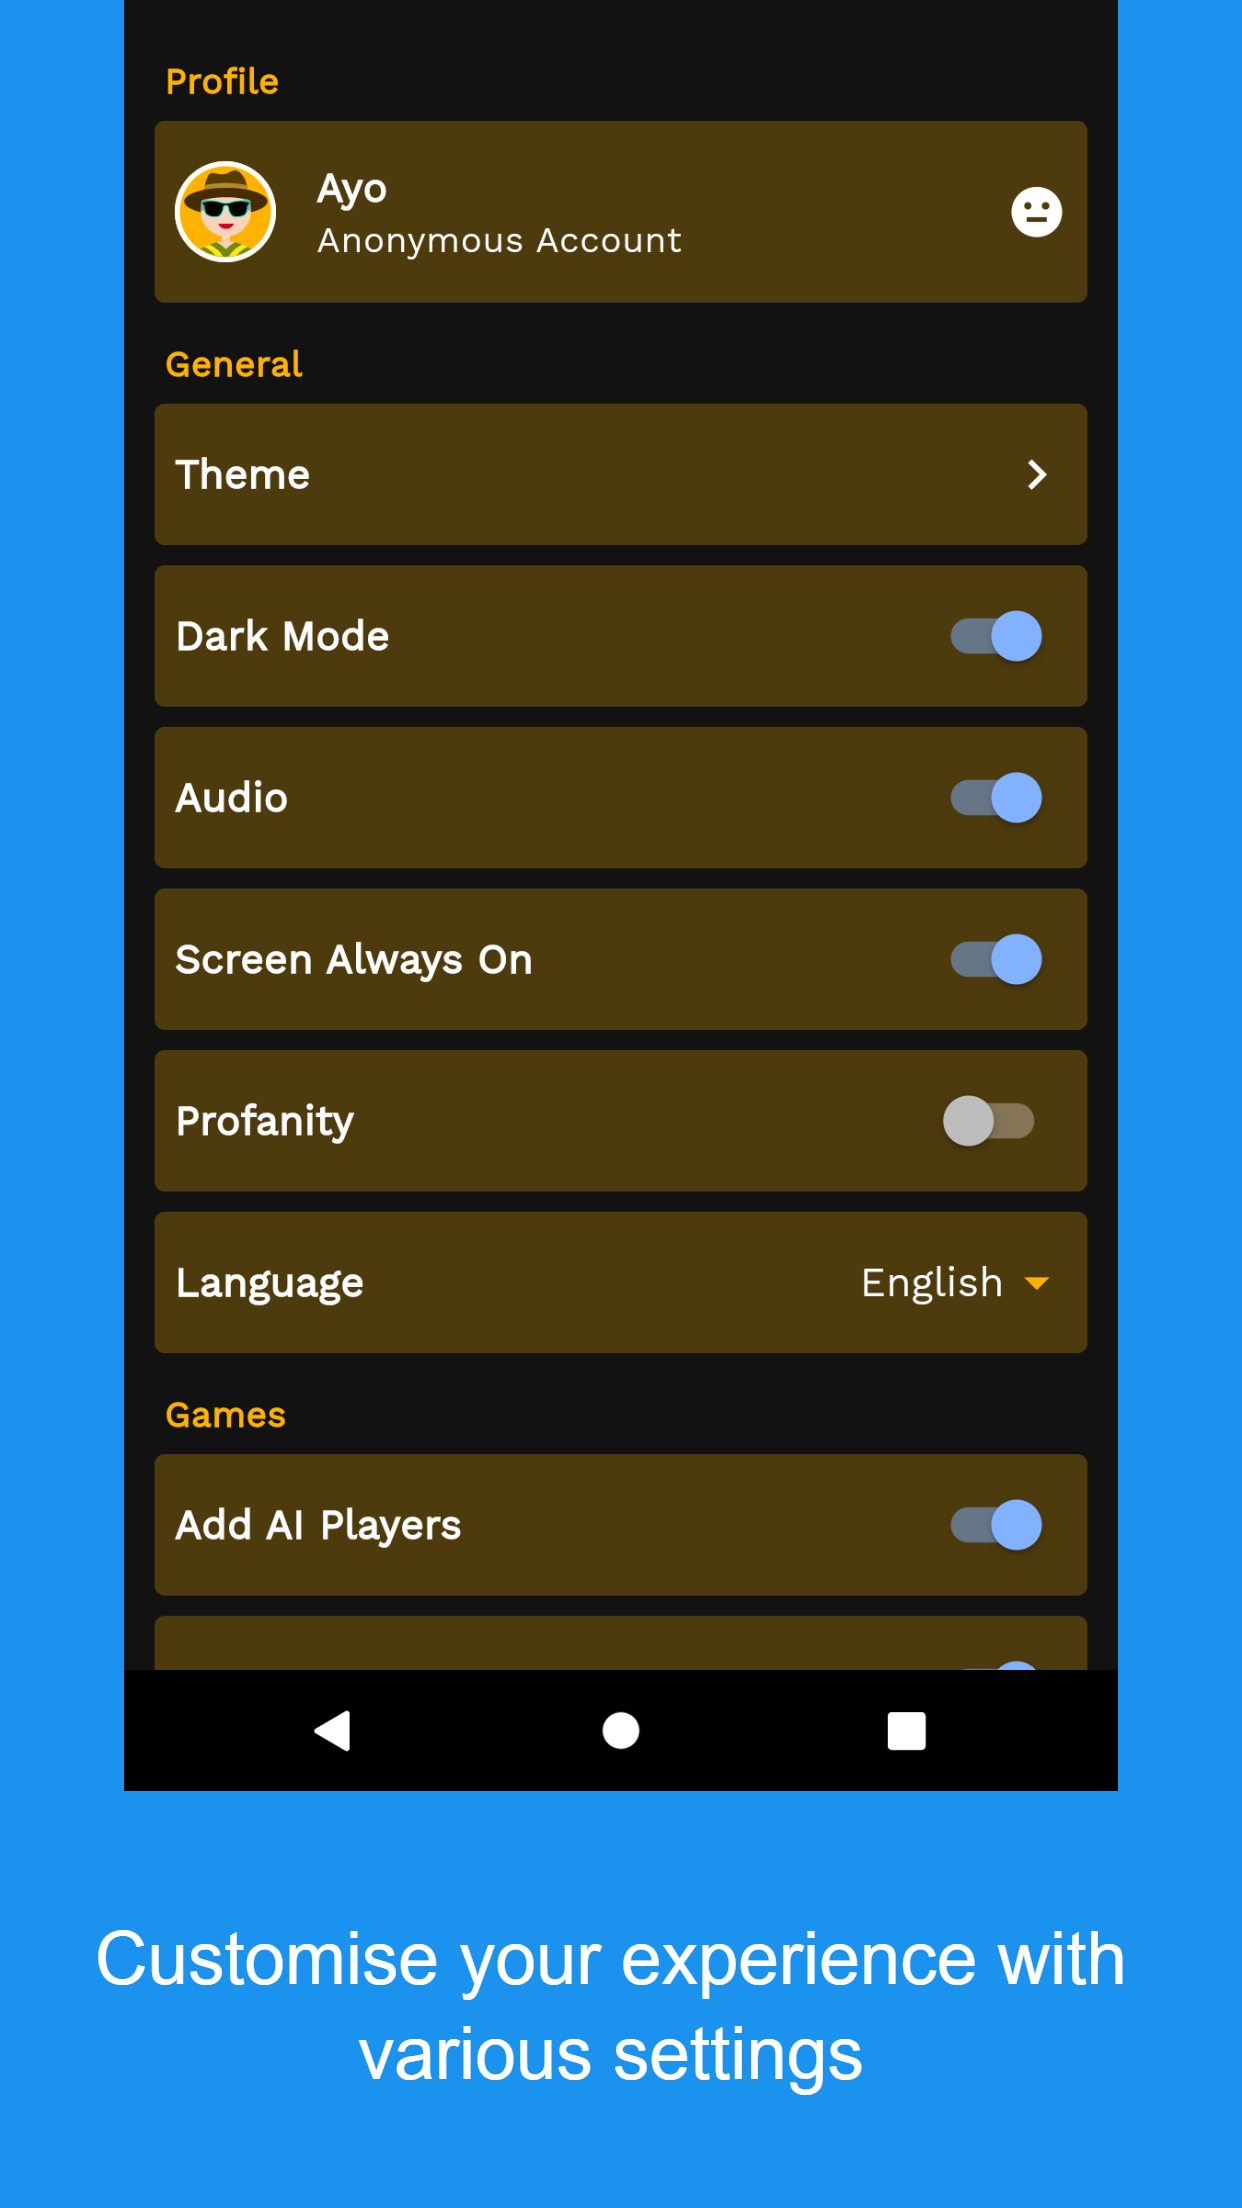 Profile
Ayo
Anonymous Account
General
Theme
Dark Mode
Audio
Screen Always On
Profanity
Language English
Games
Add AI Players
Customise your experience with
various settings